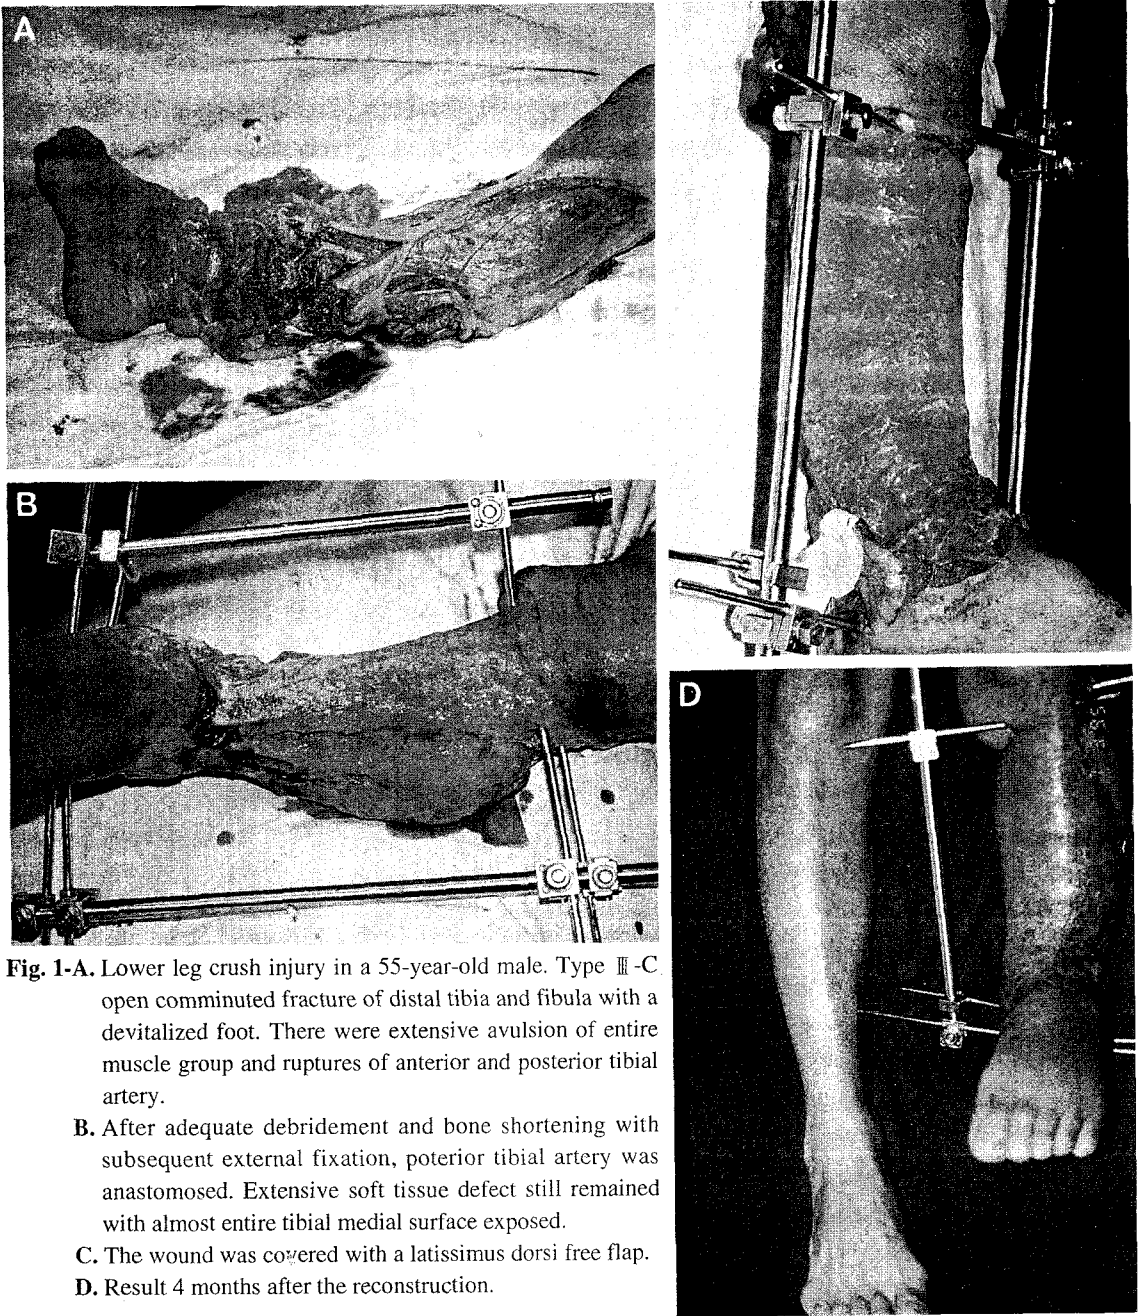 A
B
D
Fig. 1-A. Lower leg crush injury in a 55-year-old male. Type Ⅲ-C
open comminuted fracture of distal tibia and fibula with a
devitalized foot. There were extensive avulsion of entire
muscle group and ruptures of anterior and posterior tibial
artery.
B. After adequate debridement and bone shortening with
subsequent external fixation, poterior tibial artery was
anastomosed. Extensive soft tissue defect still remained
with almost entire tibial medial surface exposed.
C. The wound was covered with a latissimus dorsi free flap.
D. Result 4 months after the reconstruction.